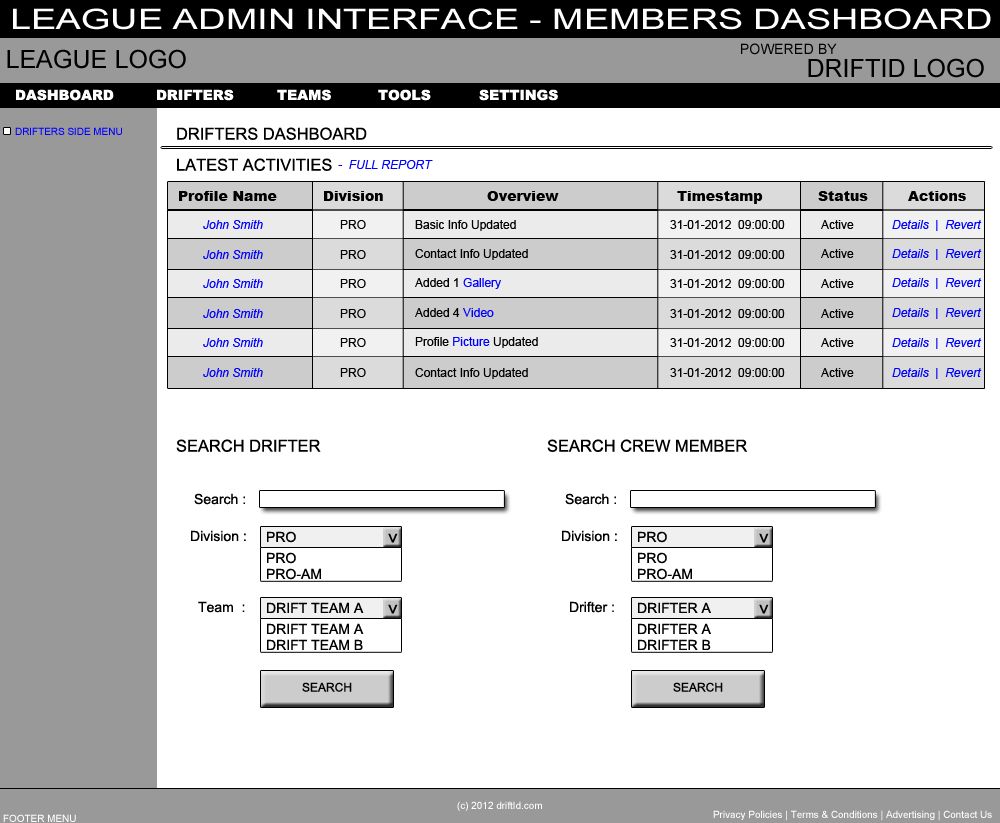 LEAGUE ADMIN INTERFACE - MEMBERS DASHBOARD
LEAGUE LOGO
POWERED BY
DRIFTID LOGO
DASHBOARD DRIFTERS TEAMS TOOLS SETTINGS
DRIFTERS SIDE MENU
DRIFTERS DASHBOARD
LATEST ACTIVITIES - FULL REPORT
Profile Name Division Overview Timestamp Status Actions
John Smith PRO Basic Info Updated 31-01-2012 09:00:00 Active Details | Revert
John Smith PRO Contact Info Updated 31-01-2012 09:00:00 Active Details | Revert
John Smith PRO Added 1 Gallery 31-01-2012 09:00:00 Active Details | Revert
John Smith PRO Added 4 Video 31-01-2012 09:00:00 Active Details | Revert
John Smith PRO Profile Picture Updated 31-01-2012 09:00:00 Active Details | Revert
John Smith PRO Contact Info Updated 31-01-2012 09:00:00 Active Details | Revert
SEARCH DRIFTER
Search :
Division : PRO V
PRO
PRO-AM
Team : DRIFT TEAM A V
DRIFT TEAM A
DRIFT TEAM B
SEARCH
SEARCH CREW MEMBER
Search :
Division : PRO V
PRO
PRO-AM
Drifter : DRIFTER A V
DRIFTER A
DRIFTER B
SEARCH
(c) 2012 driftId.com
FOOTER MENU
Privacy Policies | Terms & Conditions | Advertising | Contact Us